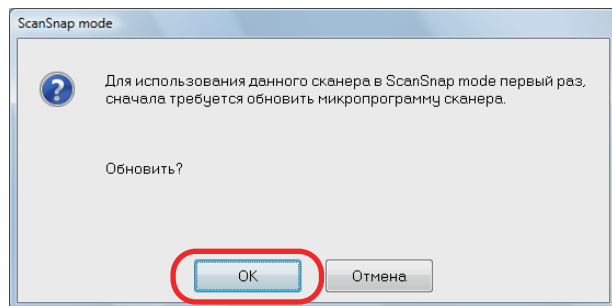 ScanSnap mode
Для использования данного сканера в ScanSnap mode первый раз,
сначала требуется обновить микропрограмму сканера.
Обновить?
OK
Отмена